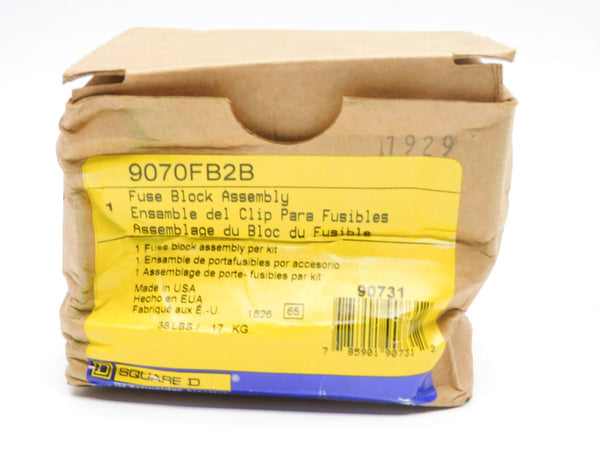 11929
9070FB2B
1
Fuse Block Assembly
Ensamble del Clip Para Fusibles
Assemblage du Bloc du Fusible
1 Fuse block assembly per kit
1 Ensamble de portafusibles por accesorio
1 Assemblage de porte- fusibles par kit
Made in USA
Hecho en EUA
Fabriqué aux É.-U.
1826 65
38 LBS / 17 KG
90731
7 85901 90731 2
D SQUARE D ®